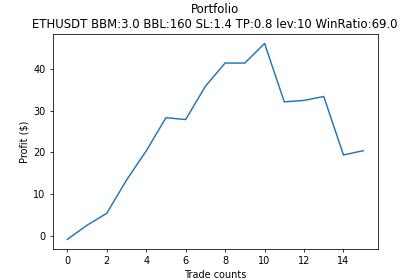 Portfolio
ETHUSDT BBM:3.0 BBL:160 SL:1.4 TP:0.8 lev:10 WinRatio:69.0
40
30
20
10
0
Profit ($)
0 2 4 6 8 10 12 14
Trade counts